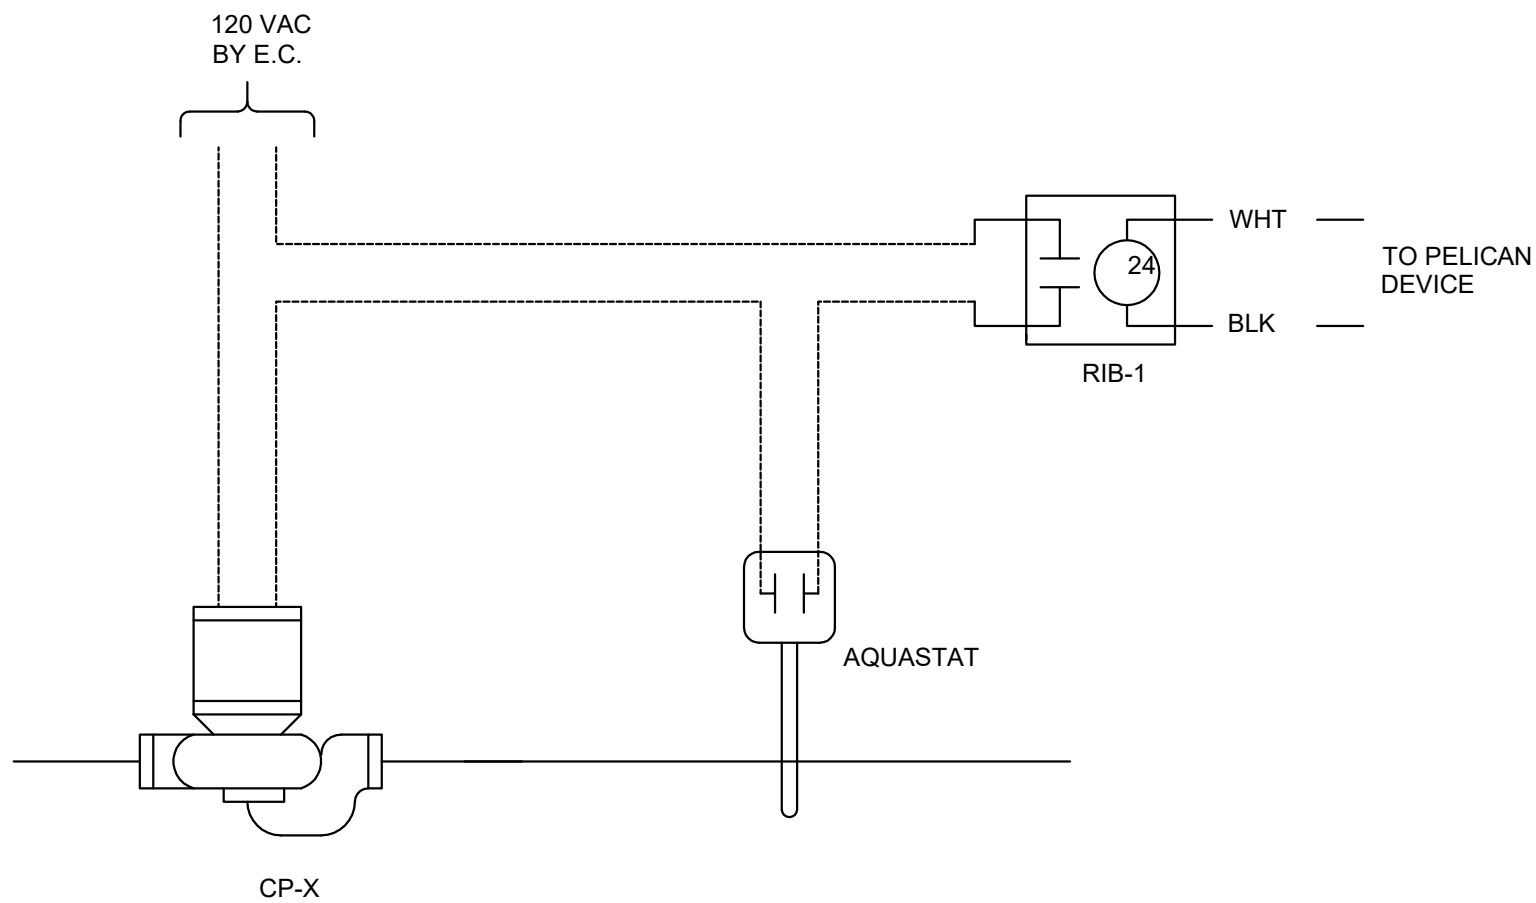 120 VAC
BY E.C.
WHT
24
TO PELICAN
DEVICE
BLK
RIB-1
AQUASTAT
CP-X